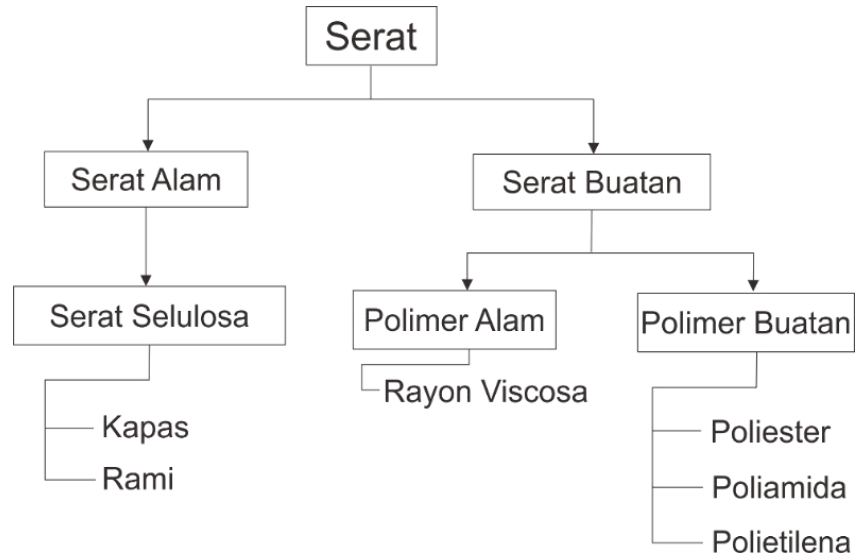 Serat
Serat Alam
Serat Buatan
Serat Selulosa
Polimer Alam
Polimer Buatan
Kapas
Rami
Rayon Viscosa
Poliester
Poliamida
Polietilena